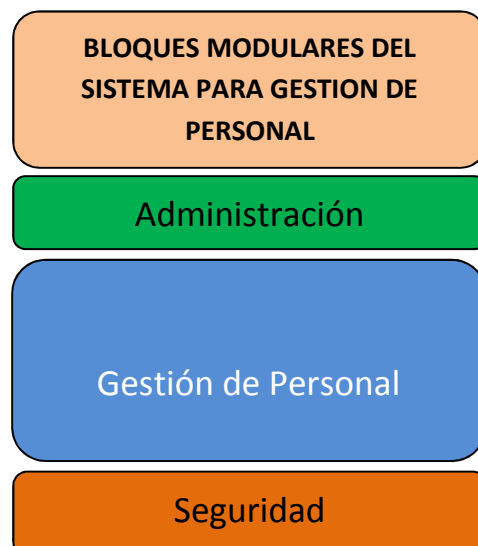 BLOQUES MODULARES DEL
SISTEMA PARA GESTION DE
PERSONAL
Administración
Gestión de Personal
Seguridad